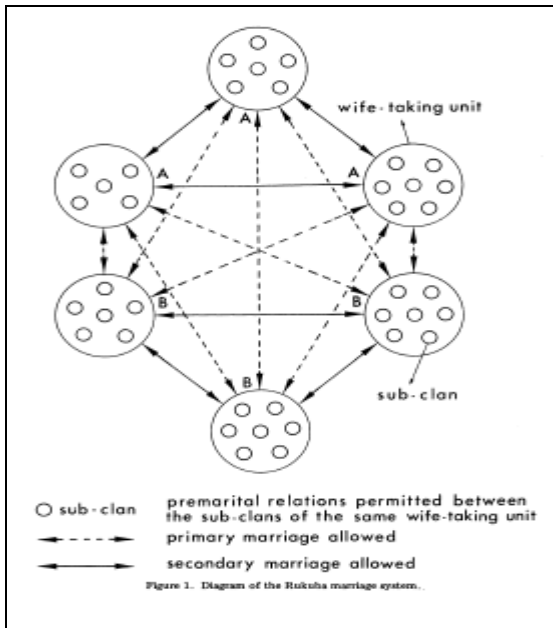 A
wife-taking unit
A
A
B
B
sub-clan
B
sub-clan premarital relations permitted between
the sub-clans of the same wife-taking unit
primary marriage allowed
secondary marriage allowed
Figure 1. Diagram of the Rukuba marriage system.